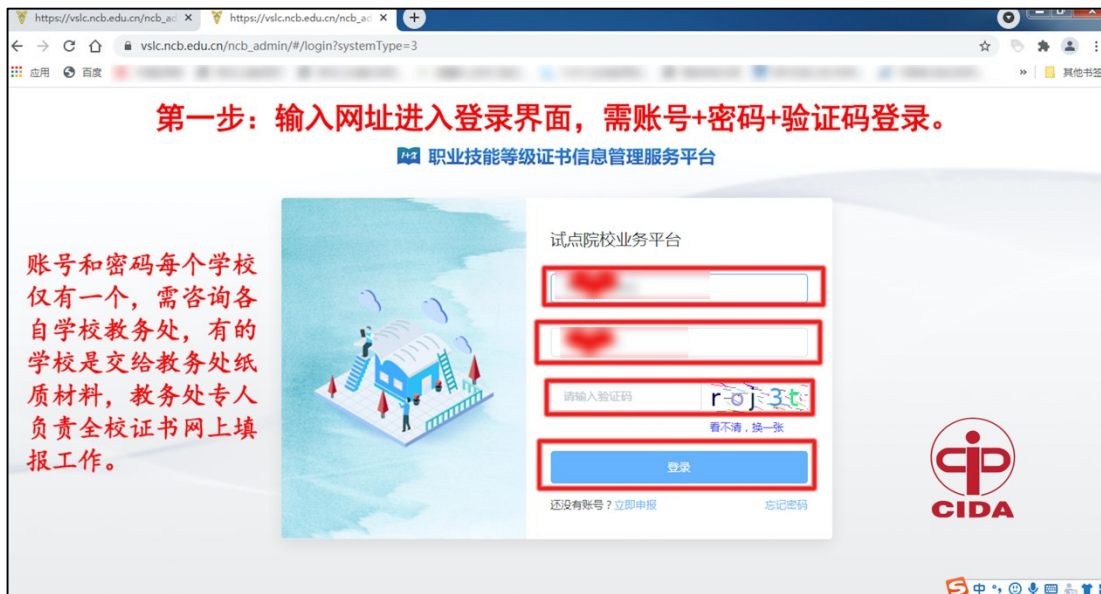 https://vslc.ncb.edu.cn/ncb_ad
https://vslc.ncb.edu.cn/ncb_ad
vslc.ncb.edu.cn/ncb_admin/#/login?systemType=3
应用
百度
其他书签
第一步：输入网址进入登录界面，需账号+密码+验证码登录。
1+X 职业技能等级证书信息管理服务平台
账号和密码每个学校
仅有一个，需咨询各
自学校教务处，有的
学校是交给教务处纸
质材料，教务处专人
负责全校证书网上填
报工作。
试点院校业务平台
请输入验证码
roj3t
看不清，换一张
登录
还没有账号？立即申报
忘记密码
CIDA
中